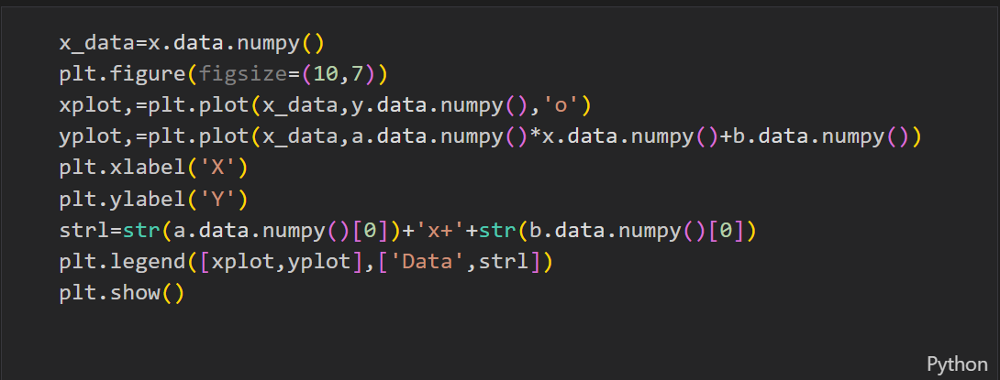 x_data=x.data.numpy()
plt.figure(figsize=(10,7))
xplot,=plt.plot(x_data,y.data.numpy(),'o')
yplot,=plt.plot(x_data,a.data.numpy()*x.data.numpy()+b.data.numpy())
plt.xlabel('X')
plt.ylabel('Y')
strl=str(a.data.numpy()[0])+'x+'+str(b.data.numpy()[0])
plt.legend([xplot,yplot],['Data',strl])
plt.show()
Python